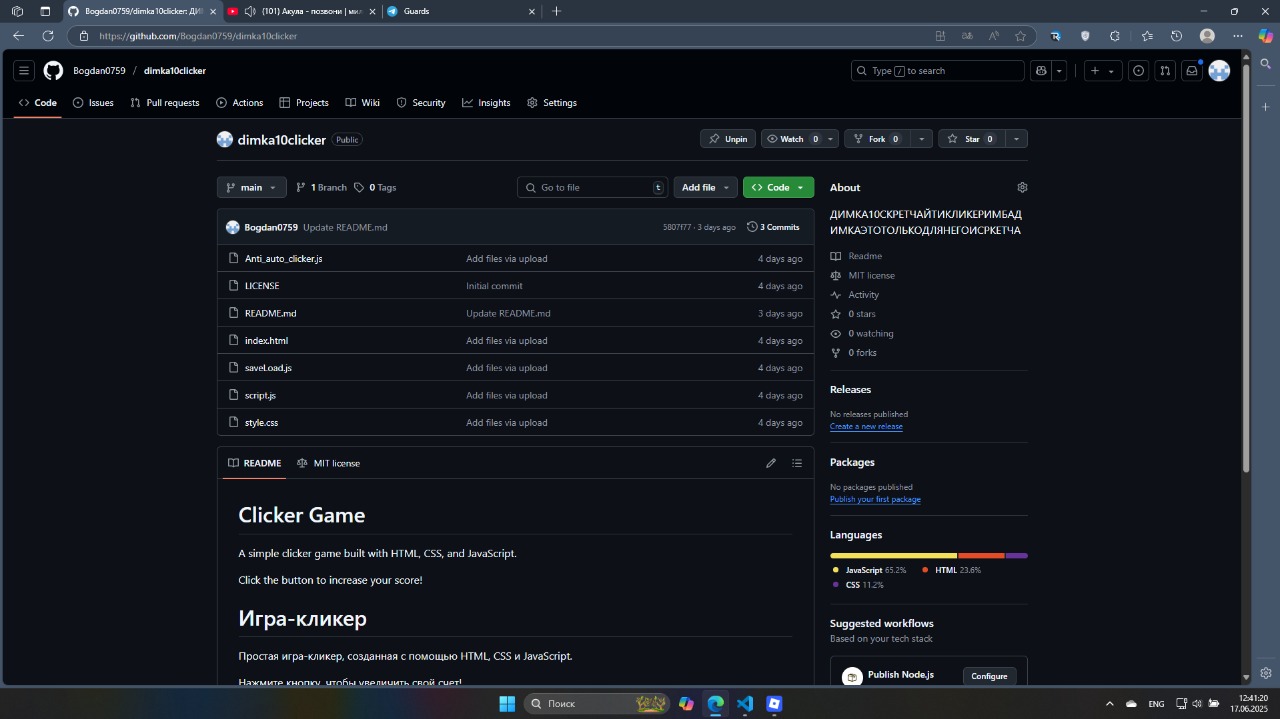 Bogdan0759/dimka10clicker: ДИ
(101) Акула - позвони | ми
Guards
https://github.com/Bogdan0759/dimka10clicker
Bogdan0759 / dimka10clicker
Type / to search
Code Issues Pull requests Actions Projects Wiki Security Insights Settings
dimka10clicker Public
Unpin Watch 0 Fork 0 Star 0
main 1 Branch 0 Tags Go to file t Add file Code
Bogdan0759 Update README.md 5807f77 · 3 days ago 3 Commits
Anti_auto_clicker.js Add files via upload 4 days ago
LICENSE Initial commit 4 days ago
README.md Update README.md 3 days ago
index.html Add files via upload 4 days ago
saveLoad.js Add files via upload 4 days ago
script.js Add files via upload 4 days ago
style.css Add files via upload 4 days ago
README MIT license
Clicker Game
A simple clicker game built with HTML, CSS, and JavaScript.
Click the button to increase your score!
Игра-кликер
Простая игра-кликер, созданная с помощью HTML, CSS и JavaScript.
Нажмите кнопку, чтобы увеличить свой счет!
About
ДИМКА10СКРЕТЧАЙТИКЛИКЕРИМБАД
ИМКАЭТОТОЛЬКОДЛЯНЕГОИСРКЕТЧА
Readme
MIT license
Activity
0 stars
0 watching
0 forks
Releases
No releases published
Create a new release
Packages
No packages published
Publish your first package
Languages
JavaScript 65.2% HTML 23.6%
CSS 11.2%
Suggested workflows
Based on your tech stack
Publish Node.js Configure
Поиск
ENG
12:41:20
17.06.2025